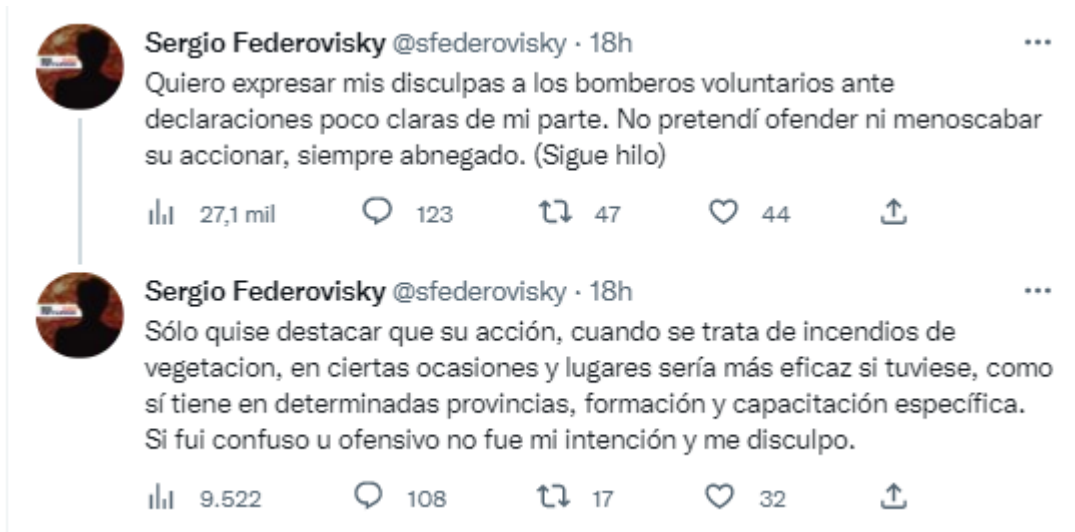 Sergio Federovisky @sfederovisky · 18h
Quiero expresar mis disculpas a los bomberos voluntarios ante
declaraciones poco claras de mi parte. No pretendí ofender ni menoscabar
su accionar, siempre abnegado. (Sigue hilo)
27,1 mil 123 47 44
Sergio Federovisky @sfederovisky · 18h
Sólo quise destacar que su acción, cuando se trata de incendios de
vegetacion, en ciertas ocasiones y lugares sería más eficaz si tuviese, como
sí tiene en determinadas provincias, formación y capacitación específica.
Si fui confuso u ofensivo no fue mi intención y me disculpo.
9.522 108 17 32